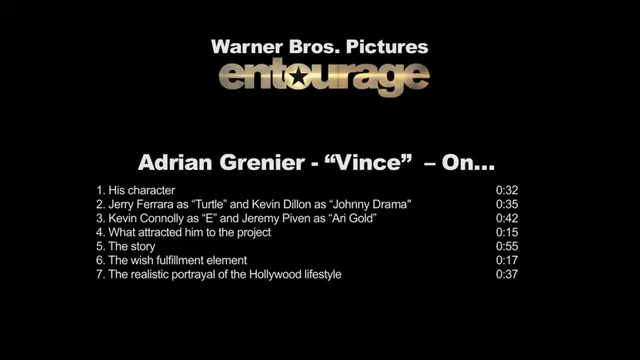 Warner Bros. Pictures
entourage
Adrian Grenier - “Vince” – On...
1. His character 0:32
2. Jerry Ferrara as “Turtle” and Kevin Dillon as “Johnny Drama" 0:35
3. Kevin Connolly as “E” and Jeremy Piven as “Ari Gold” 0:42
4. What attracted him to the project 0:15
5. The story 0:55
6. The wish fulfillment element 0:17
7. The realistic portrayal of the Hollywood lifestyle 0:37